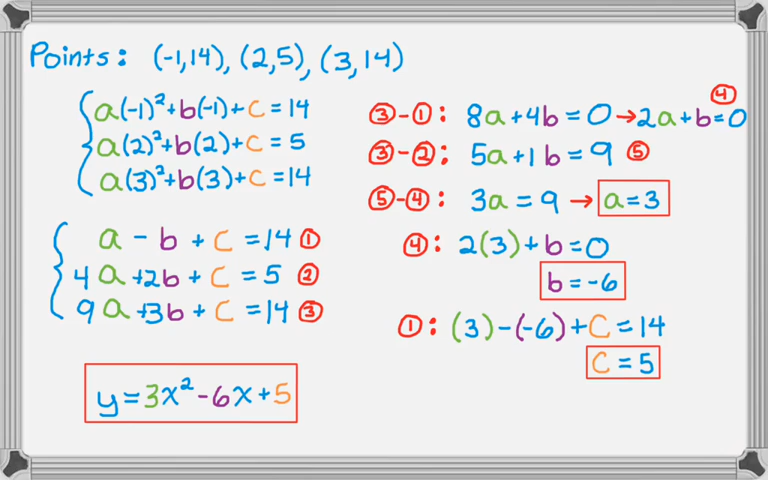 Points: (-1,14), (2,5), (3,14)
a(-1)²+b(-1)+c=14
a(2)²+b(2)+c=5
a(3)²+b(3)+c=14
a-b+c=14 ①
4a+2b+c=5 ②
9a+3b+c=14 ③
y=3x²-6x+5
③-①: 8a+4b=0→2a+b=0 ④
③-②: 5a+1b=9 ⑤
⑤-④: 3a=9→a=3
④: 2(3)+b=0
b=-6
①: (3)-(-6)+c=14
c=5